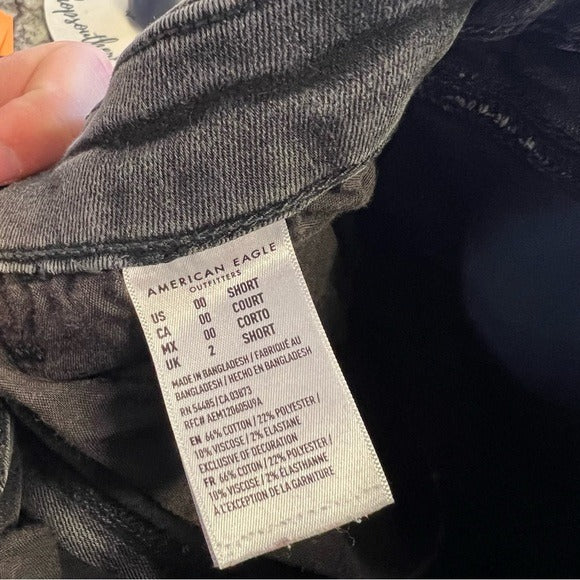 AMERICAN EAGLE
OUTFITTERS
US 00 SHORT
CA 00 COURT
MX 00 CORTO
UK 2 SHORT
MADE IN BANGLADESH / FABRIQUÉ AU
BANGLADESH / HECHO EN BANGLADESH
RN 54485/CA 03873
RFC# AEM120605U9A
EN 66% COTTON / 22% POLYESTER /
10% VISCOSE / 2% ELASTANE
EXCLUSIVE OF DECORATION
FR 66% COTON / 22% POLYESTER /
10% VISCOSE / 2% ÉLASTHANNE
À L'EXCEPTION DE LA GARNITURE